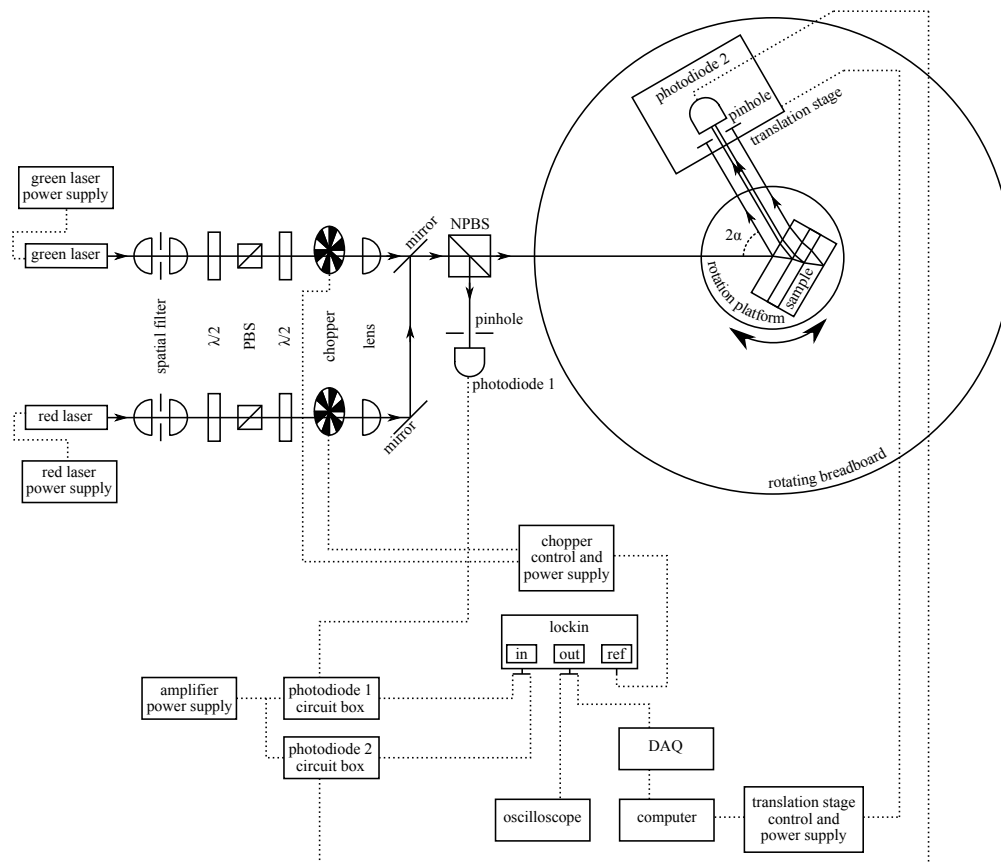 photodiode 2
pinhole
translation stage
green laser
power supply
green laser
mirror
NPBS
2α
rotation platform
sample
spatial filter
λ/2
PBS
λ/2
chopper
lens
pinhole
photodiode 1
red laser
mirror
red laser
power supply
rotating breadboard
chopper
control and
power supply
lockin
in
out
ref
amplifier
power supply
photodiode 1
circuit box
photodiode 2
circuit box
DAQ
oscilloscope
computer
translation stage
control and
power supply